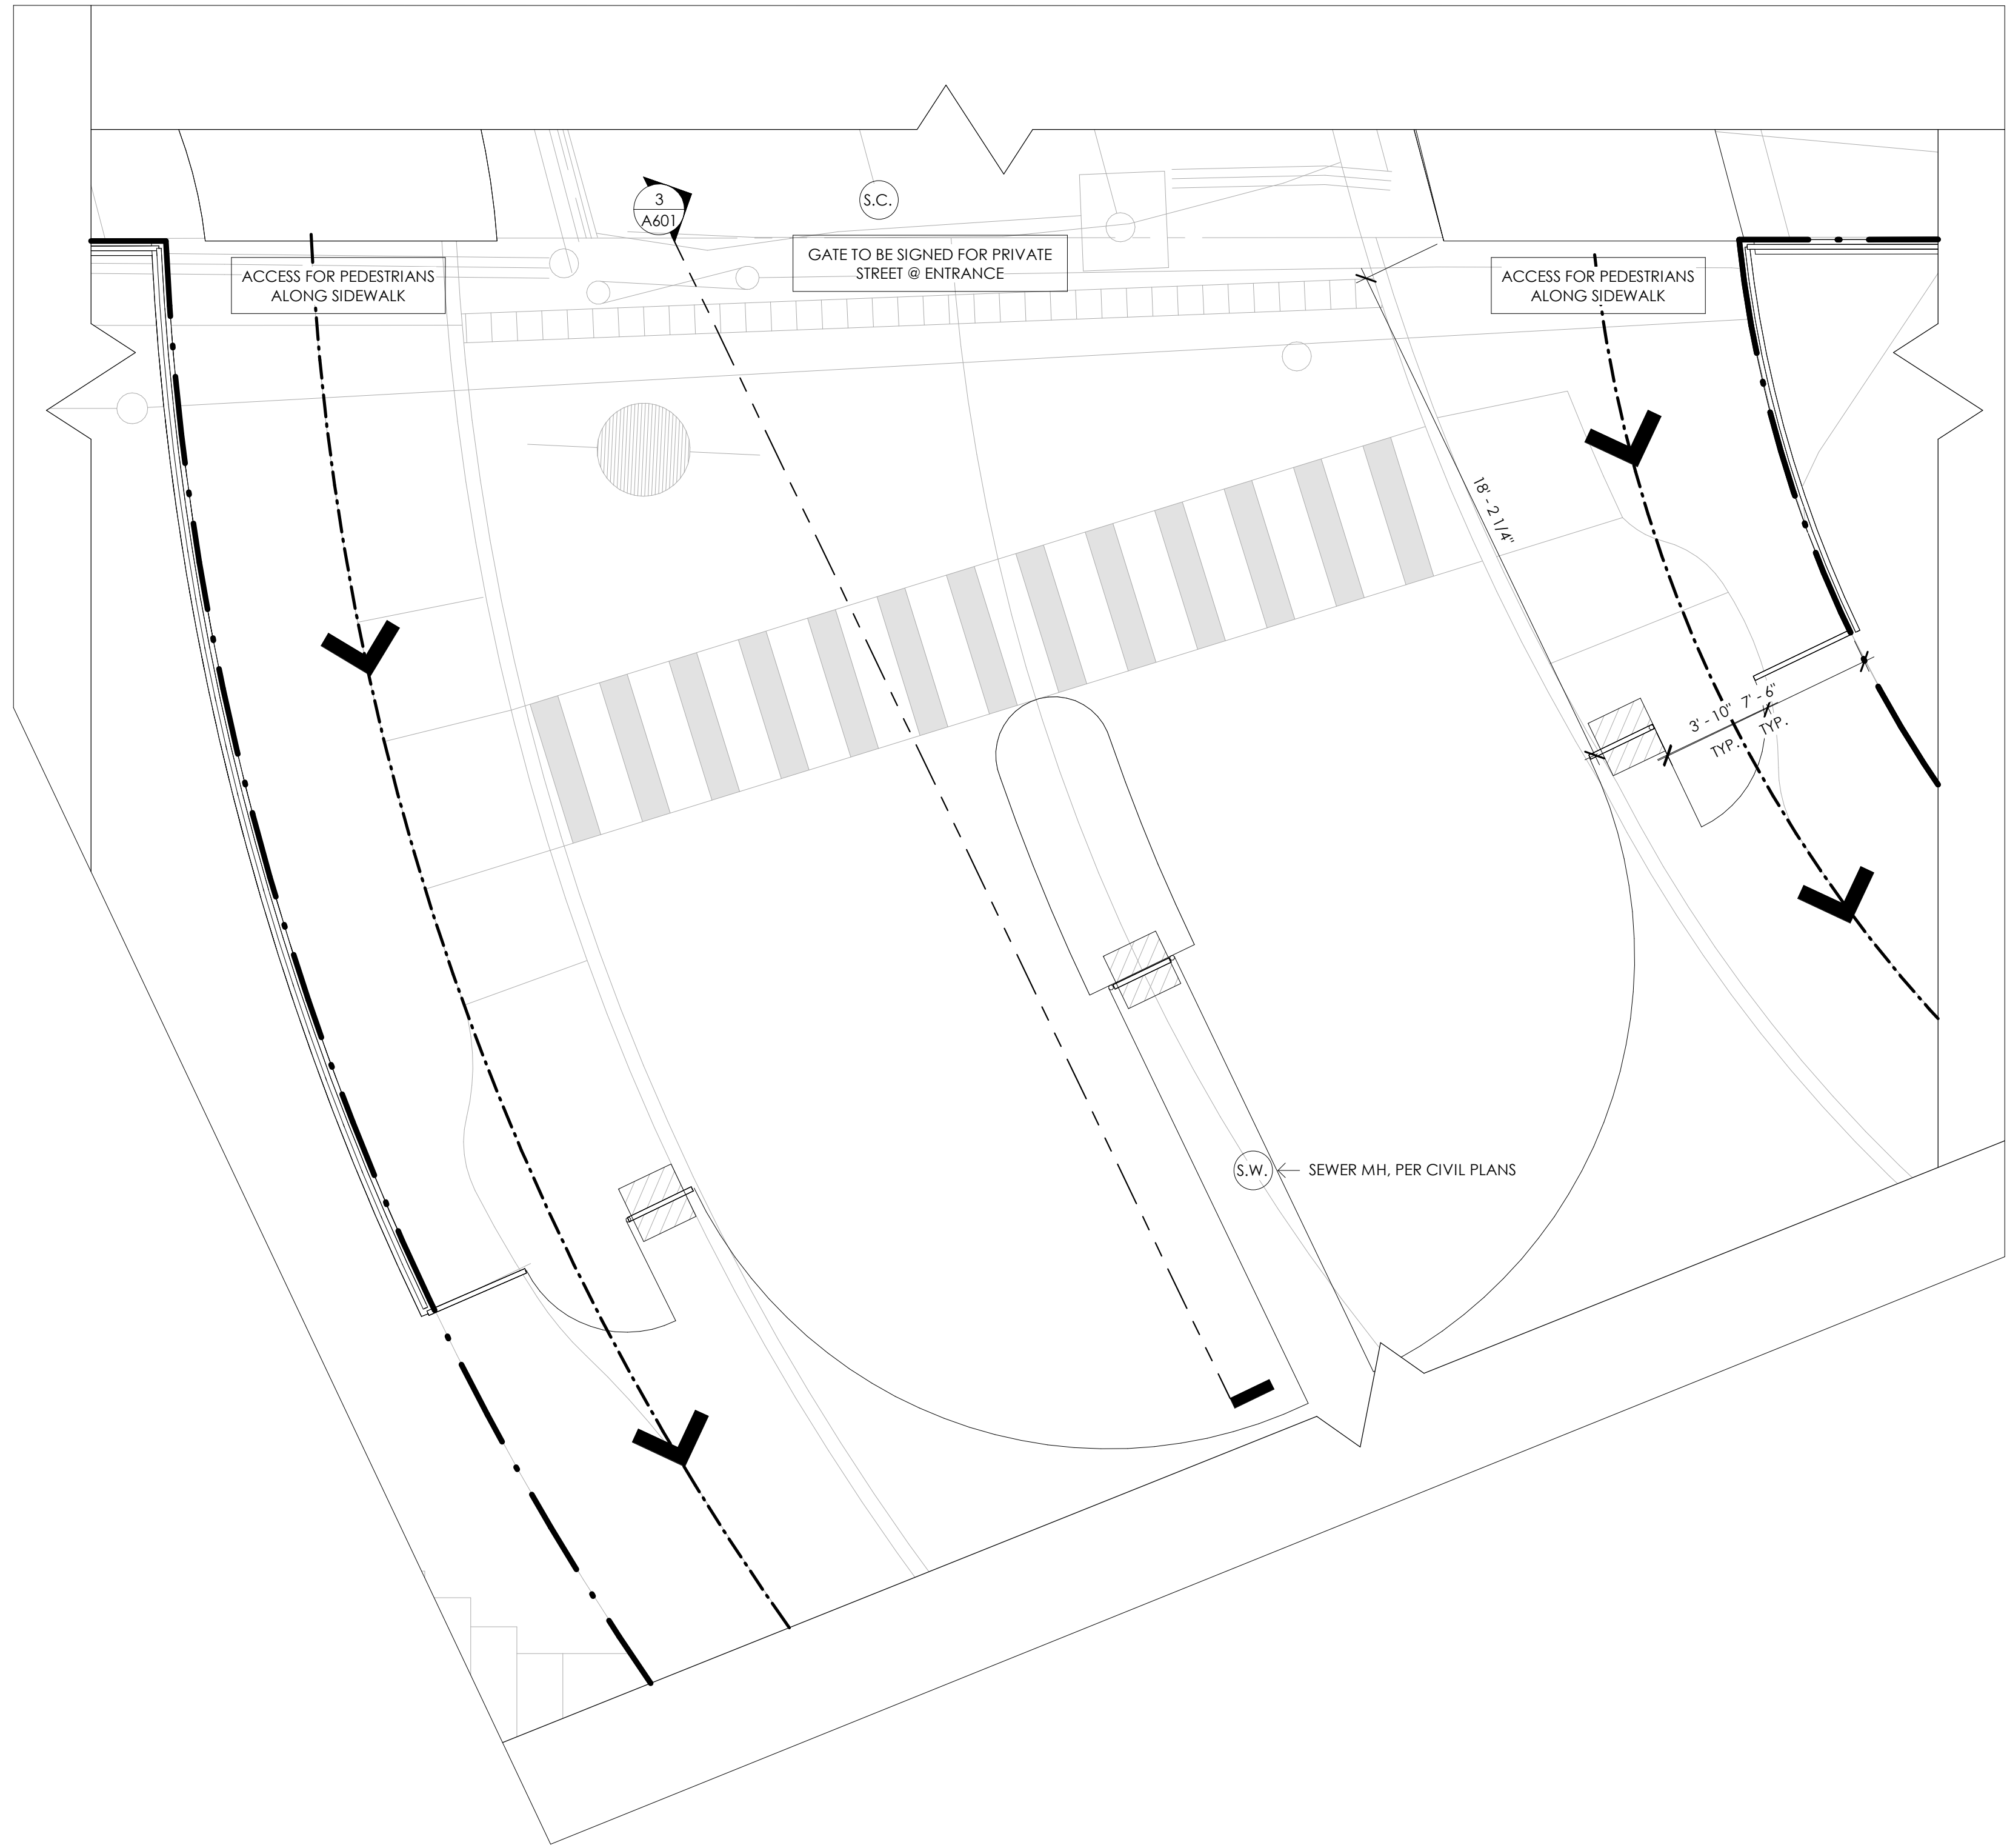 3
A601
S.C.
GATE TO BE SIGNED FOR PRIVATE
STREET @ ENTRANCE
ACCESS FOR PEDESTRIANS
ALONG SIDEWALK
ACCESS FOR PEDESTRIANS
ALONG SIDEWALK
18' - 2 1/4"
3' - 10"
TYP.
7' - 6"
TYP.
S.W.
SEWER MH, PER CIVIL PLANS